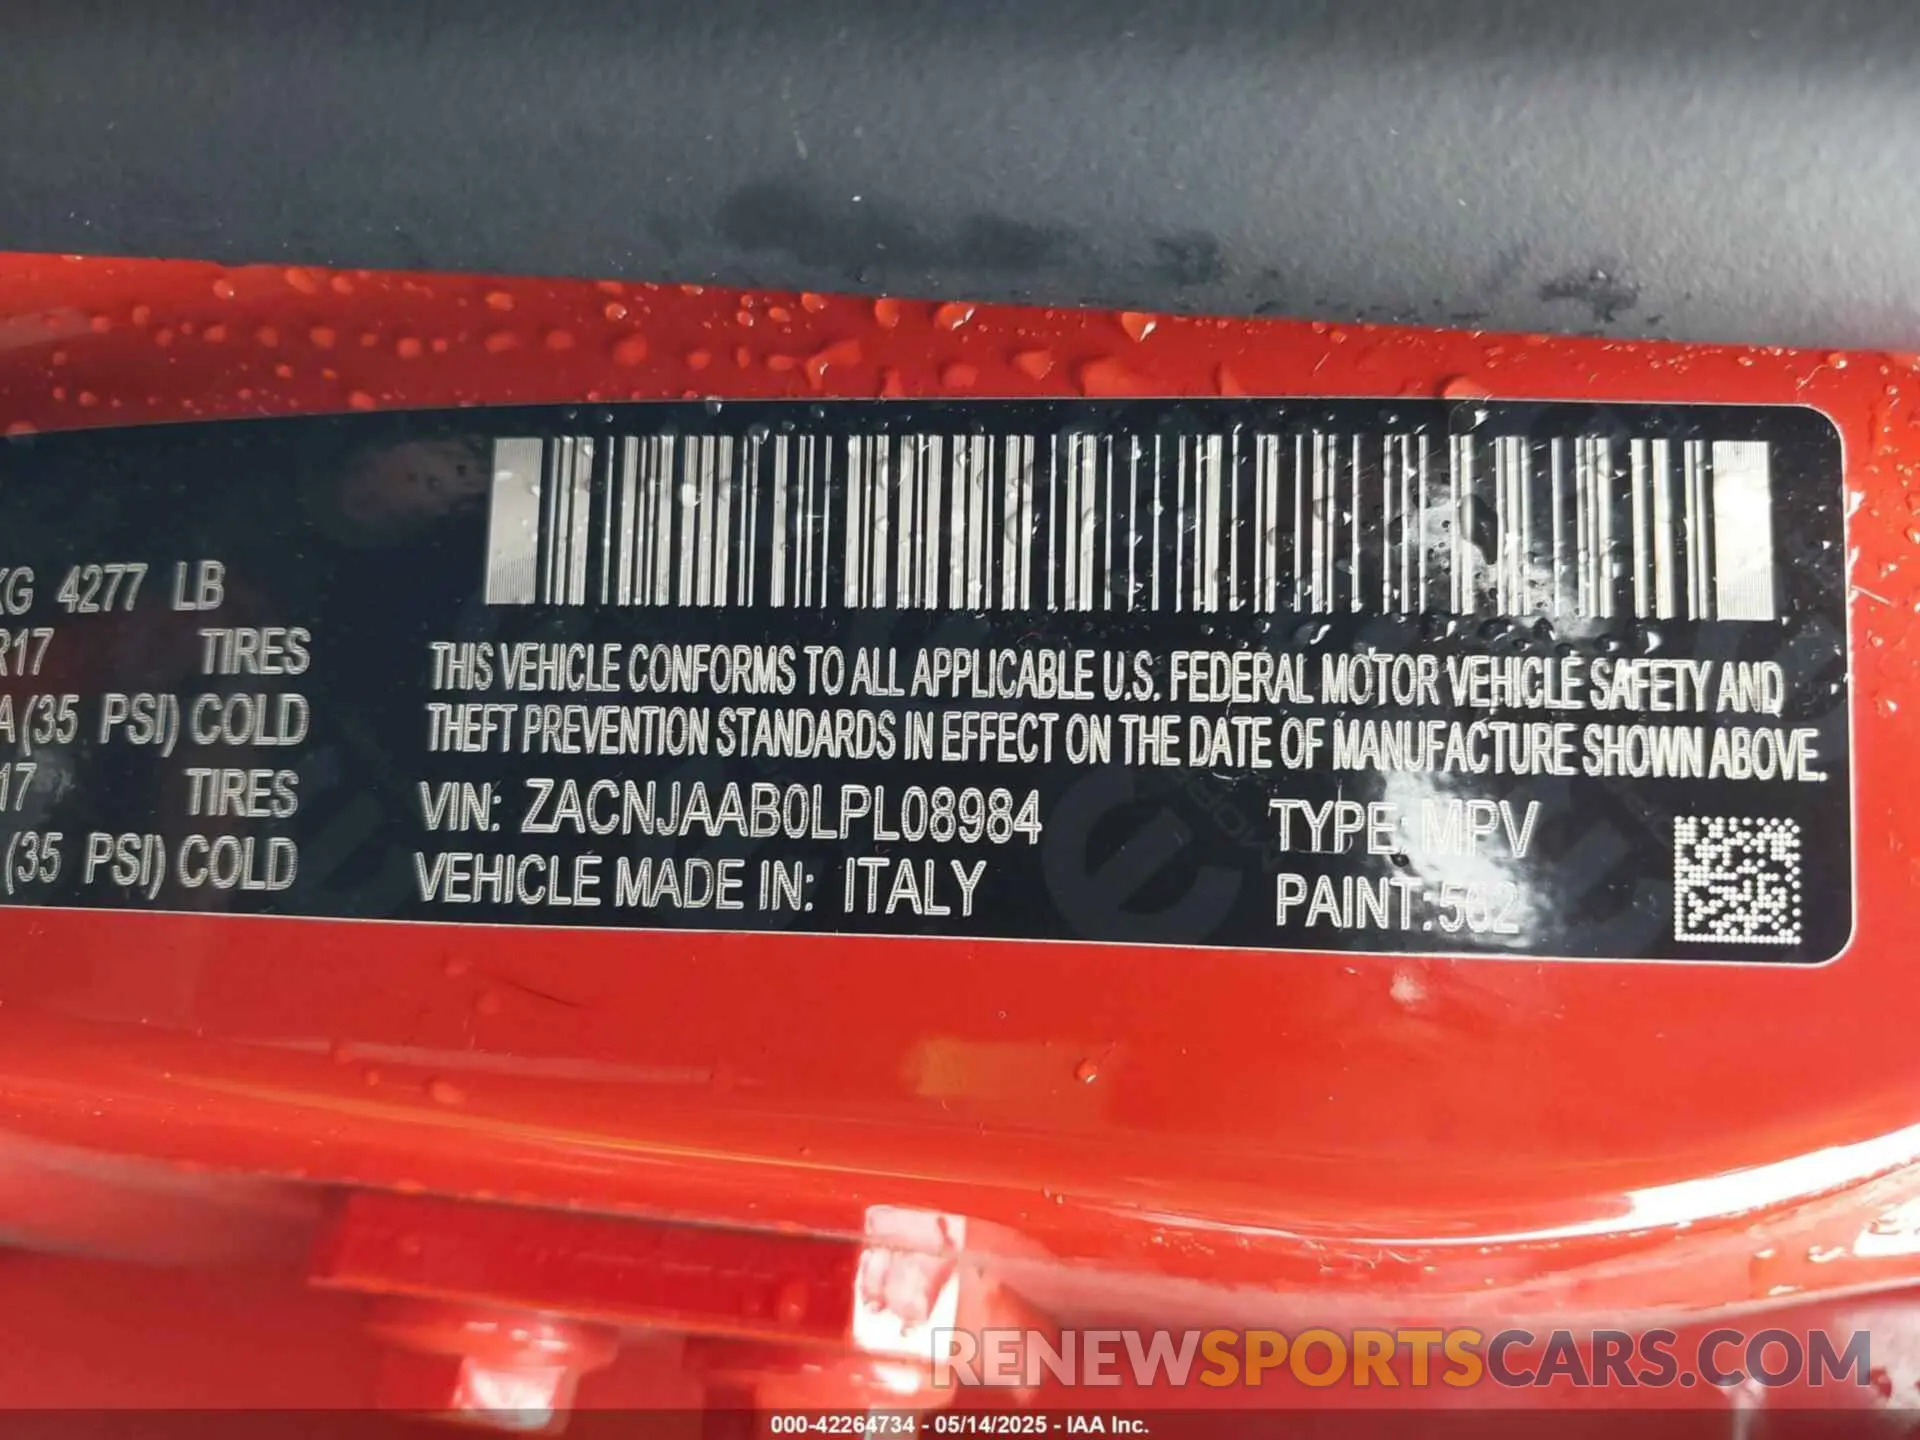 KG 4277 LB
R17 TIRES
A (35 PSI) COLD
17 TIRES
(35 PSI) COLD
THIS VEHICLE CONFORMS TO ALL APPLICABLE U.S. FEDERAL MOTOR VEHICLE SAFETY AND
THEFT PREVENTION STANDARDS IN EFFECT ON THE DATE OF MANUFACTURE SHOWN ABOVE.
VIN: ZACNJAAB0LPL08984 TYPE: MPV
VEHICLE MADE IN: ITALY PAINT: 562
RENEWSPORTSCARS.COM
000-42264734 - 05/14/2025 - IAA Inc.